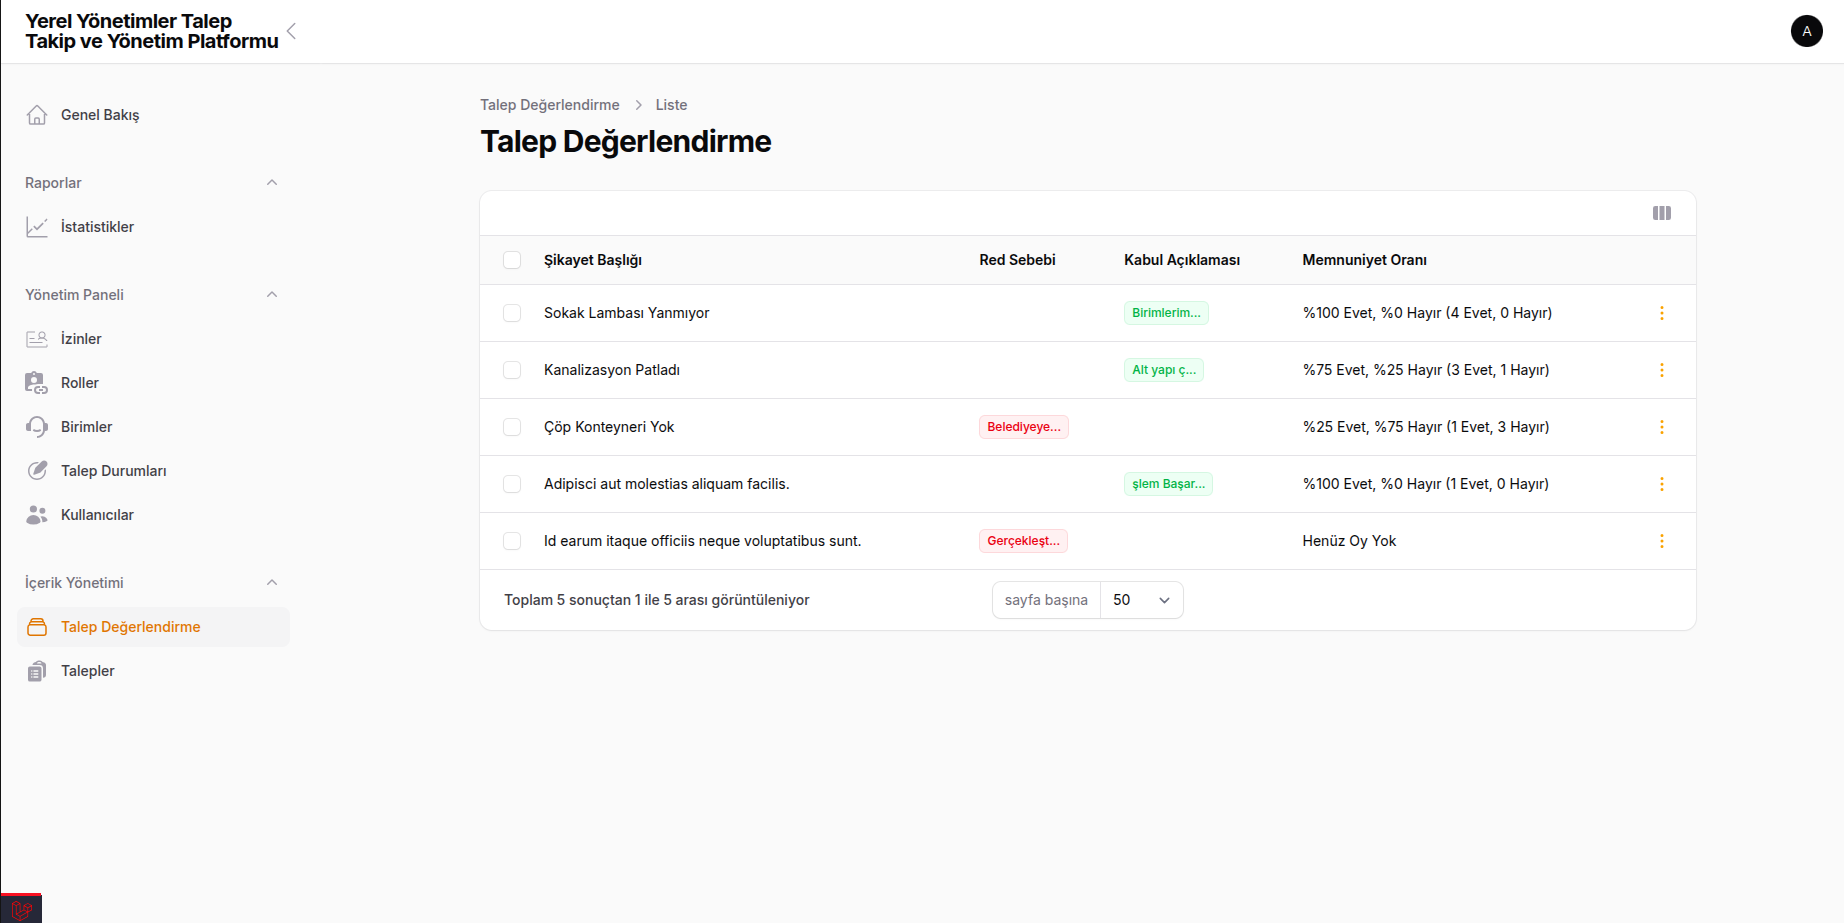 Yerel Yönetimler Talep
Takip ve Yönetim Platformu
A
Genel Bakış
Raporlar
İstatistikler
Yönetim Paneli
İzinler
Roller
Birimler
Talep Durumları
Kullanıcılar
İçerik Yönetimi
Talep Değerlendirme
Talepler
Talep Değerlendirme > Liste
Talep Değerlendirme
Şikayet Başlığı Red Sebebi Kabul Açıklaması Memnuniyet Oranı
Sokak Lambası Yanmıyor Birimlerim... %100 Evet, %0 Hayır (4 Evet, 0 Hayır)
Kanalizasyon Patladı Alt yapı ç... %75 Evet, %25 Hayır (3 Evet, 1 Hayır)
Çöp Konteyneri Yok Belediyeye... %25 Evet, %75 Hayır (1 Evet, 3 Hayır)
Adipisci aut molestias aliquam facilis. şlem Başar... %100 Evet, %0 Hayır (1 Evet, 0 Hayır)
Id earum itaque officiis neque voluptatibus sunt. Gerçekleşt... Henüz Oy Yok
Toplam 5 sonuçtan 1 ile 5 arası görüntüleniyor sayfa başına 50